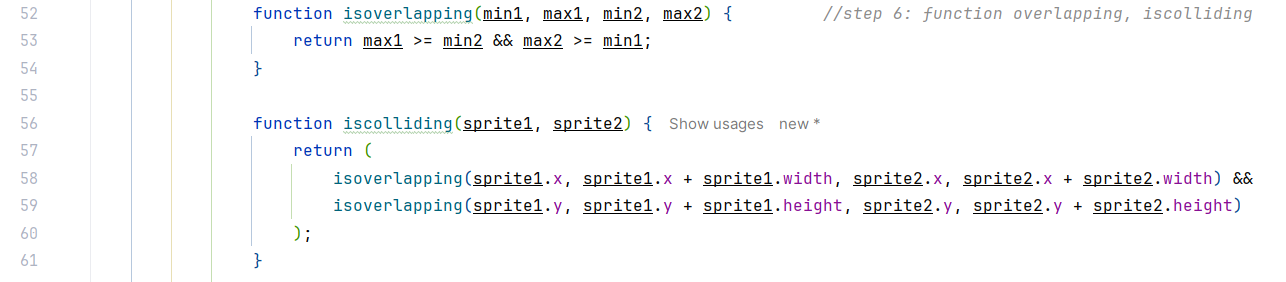 52 function isoverlapping(min1, max1, min2, max2) { //step 6: function overlapping, iscolliding
53 return max1 >= min2 && max2 >= min1;
54 }
55
56 function iscolliding(sprite1, sprite2) { Show usages new *
57 return (
58 isoverlapping(sprite1.x, sprite1.x + sprite1.width, sprite2.x, sprite2.x + sprite2.width) &&
59 isoverlapping(sprite1.y, sprite1.y + sprite1.height, sprite2.y, sprite2.y + sprite2.height)
60 );
61 }